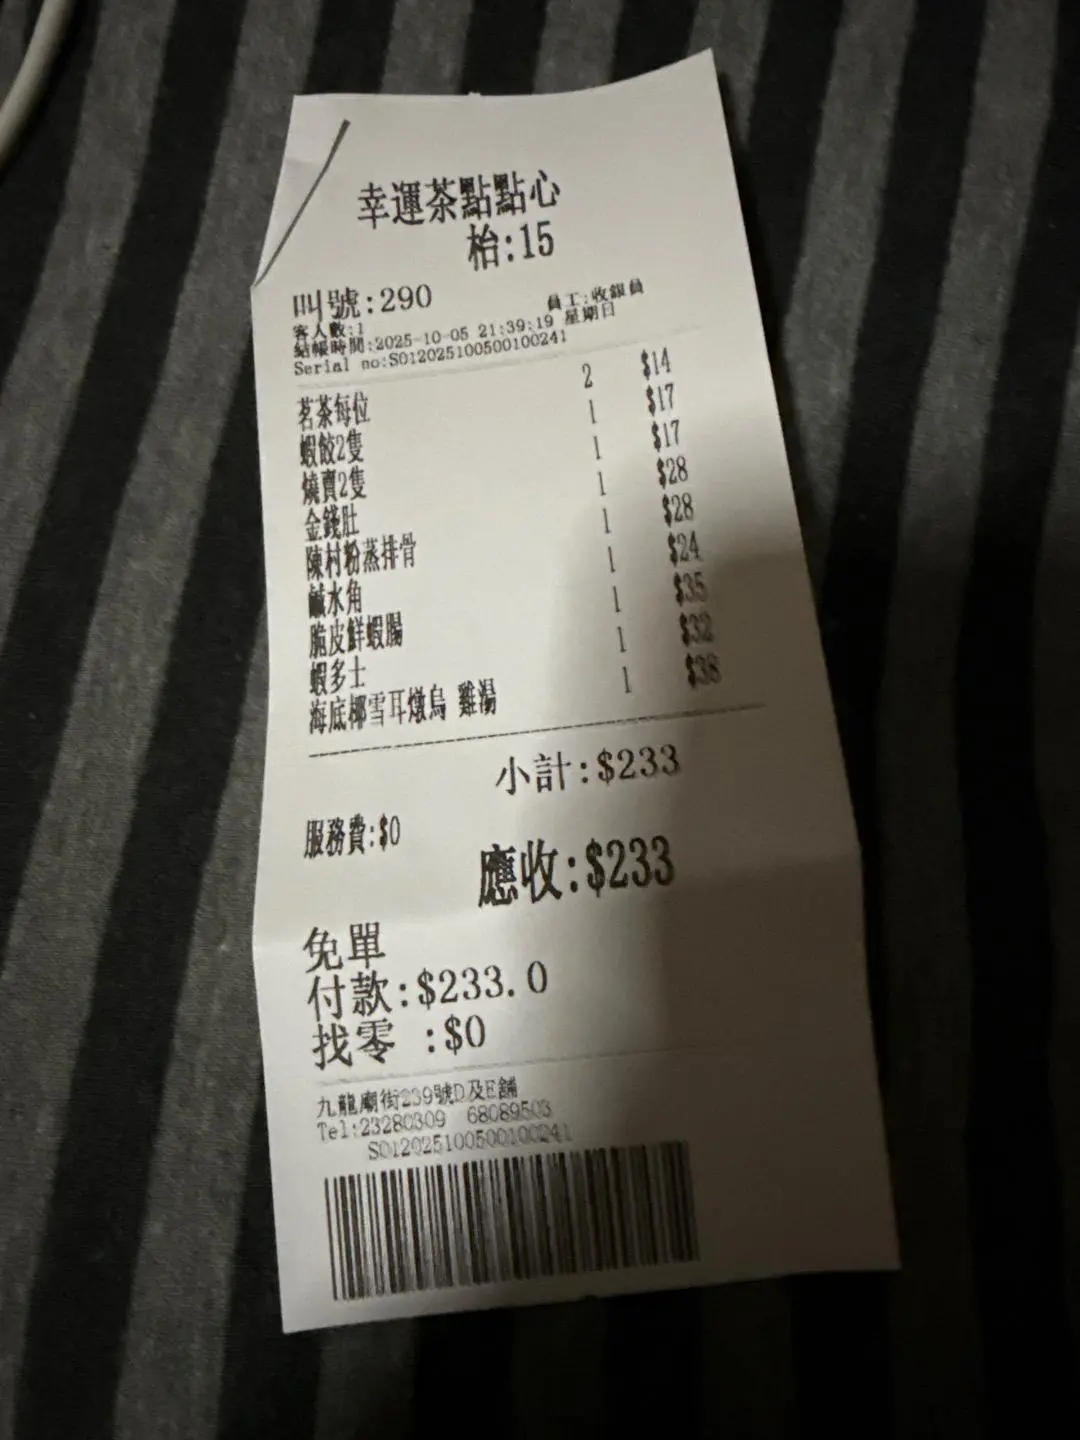 幸運茶點點心
枱:15
叫號:290
客人數:1 員工:收銀員
結帳時間:2025-10-05 21:39:19 星期日
Serial no:S012025100500100241
茗茶每位 2 $14
蝦餃2隻 1 $17
燒賣2隻 1 $17
金錢肚 1 $28
陳村粉蒸排骨 1 $28
鹹水角 1 $24
脆皮鮮蝦腸 1 $35
蝦多士 1 $32
海底椰雪耳燉烏 雞湯 1 $38
小計:$233
服務費:$0
應收:$233
免單
付款:$233.0
找零 :$0
九龍廟街239號D及E舖
Tel:23280309 68089503
S012025100500100241